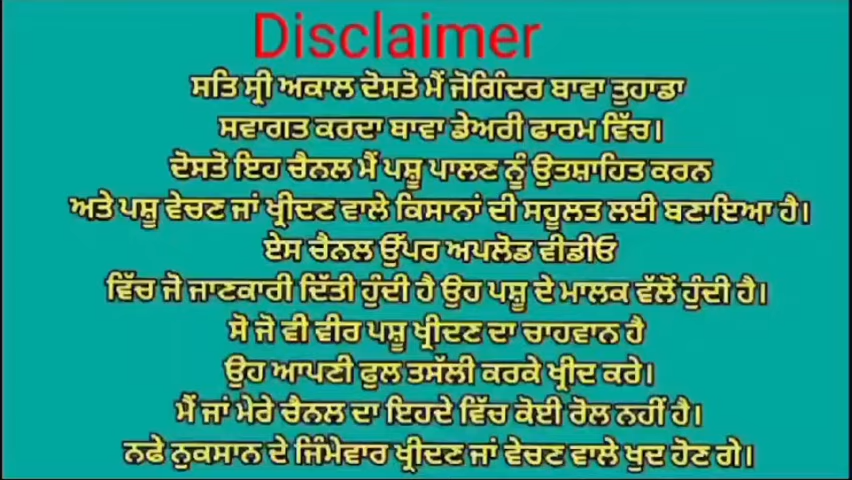 Disclaimer
ਸਤਿ ਸ੍ਰੀ ਅਕਾਲ ਦੋਸਤੋ ਮੈਂ ਜੋਗਿੰਦਰ ਬਾਵਾ ਤੁਹਾਡਾ
ਸਵਾਗਤ ਕਰਦਾ ਬਾਵਾ ਡੇਅਰੀ ਫਾਰਮ ਵਿੱਚ।
ਦੋਸਤੋ ਇਹ ਚੈਨਲ ਮੈਂ ਪਸ਼ੂ ਪਾਲਣ ਨੂੰ ਉਤਸ਼ਾਹਿਤ ਕਰਨ
ਅਤੇ ਪਸ਼ੂ ਵੇਚਣ ਜਾਂ ਖ੍ਰੀਦਣ ਵਾਲੇ ਕਿਸਾਨਾਂ ਦੀ ਸਹੂਲਤ ਲਈ ਬਣਾਇਆ ਹੈ।
ਏਸ ਚੈਨਲ ਉੱਪਰ ਅਪਲੋਡ ਵੀਡੀਓ
ਵਿੱਚ ਜੋ ਜਾਣਕਾਰੀ ਦਿੱਤੀ ਹੁੰਦੀ ਹੈ ਉਹ ਪਸ਼ੂ ਦੇ ਮਾਲਕ ਵੱਲੋਂ ਹੁੰਦੀ ਹੈ।
ਸੋ ਜੋ ਵੀ ਵੀਰ ਪਸ਼ੂ ਖ੍ਰੀਦਣ ਦਾ ਚਾਹਵਾਨ ਹੈ
ਉਹ ਆਪਣੀ ਫੁਲ ਤਸੱਲੀ ਕਰਕੇ ਖ੍ਰੀਦ ਕਰੇ।
ਮੈਂ ਜਾਂ ਮੇਰੇ ਚੈਨਲ ਦਾ ਇਹਦੇ ਵਿੱਚ ਕੋਈ ਰੋਲ ਨਹੀਂ ਹੈ।
ਨਫੇ ਨੁਕਸਾਨ ਦੇ ਜਿੰਮੇਵਾਰ ਖ੍ਰੀਦਣ ਜਾਂ ਵੇਚਣ ਵਾਲੇ ਖੁਦ ਹੋਣ ਗੇ।